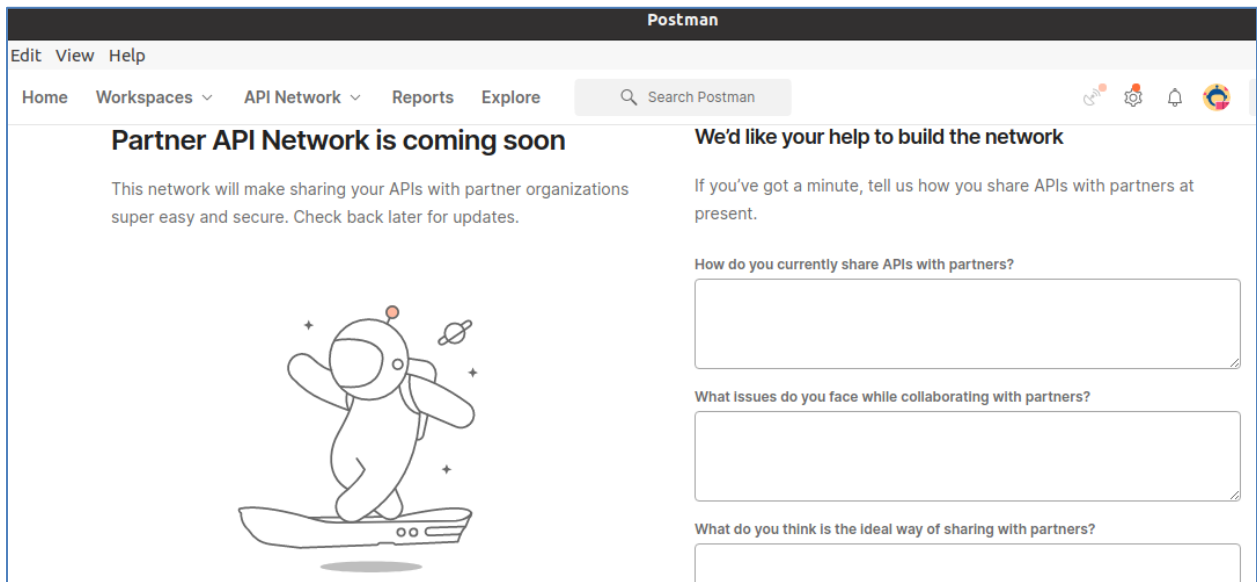 Postman
Edit View Help
Home Workspaces API Network Reports Explore Search Postman
Partner API Network is coming soon
This network will make sharing your APIs with partner organizations
super easy and secure. Check back later for updates.
We’d like your help to build the network
If you’ve got a minute, tell us how you share APIs with partners at
present.
How do you currently share APIs with partners?
What issues do you face while collaborating with partners?
What do you think is the ideal way of sharing with partners?